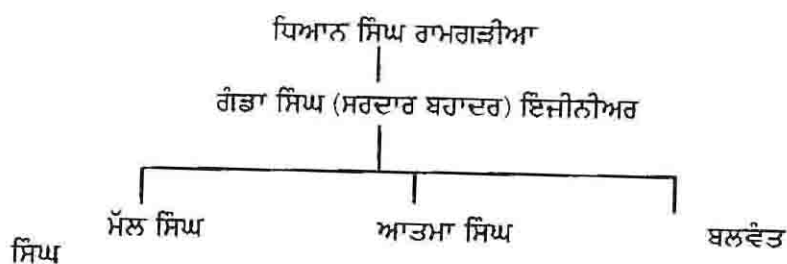 ਧਿਆਨ ਸਿੰਘ ਰਾਮਗੜੀਆ
ਗੰਡਾ ਸਿੰਘ (ਸਰਦਾਰ ਬਹਾਦਰ) ਇੰਜੀਨੀਅਰ
ਮੱਲ ਸਿੰਘ ਆਤਮਾ ਸਿੰਘ ਬਲਵੰਤ
ਸਿੰਘ